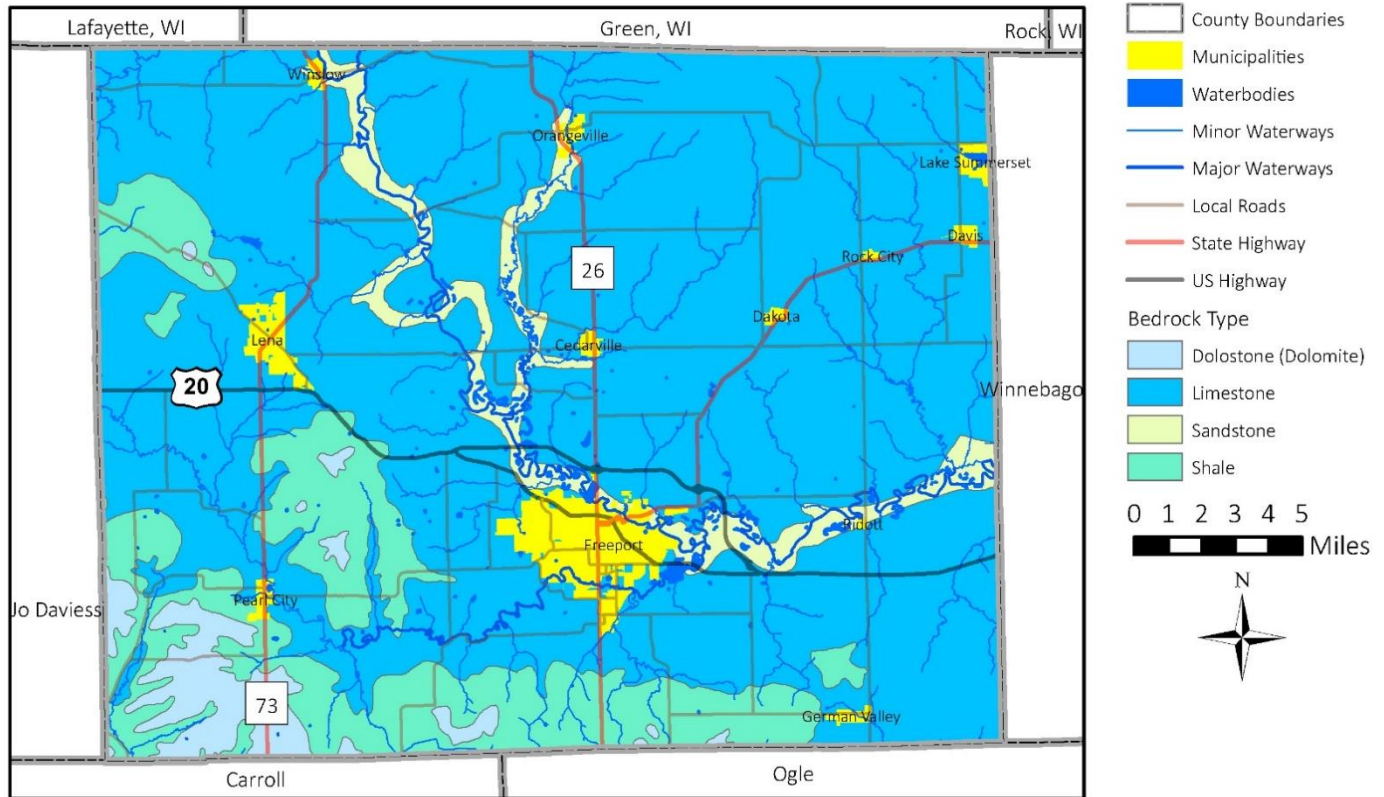 Lafayette, WI
Green, WI
Rock, WI
Winslow
Orangeville
Lake Summerset
Davis
Rock City
26
Dakota
Lena
Cedarville
20
Winnebago
Ridott
Freeport
Pearl City
Jo Daviess
73
German Valley
Carroll
Ogle
County Boundaries
Municipalities
Waterbodies
Minor Waterways
Major Waterways
Local Roads
State Highway
US Highway
Bedrock Type
Dolostone (Dolomite)
Limestone
Sandstone
Shale
0 1 2 3 4 5
Miles
N